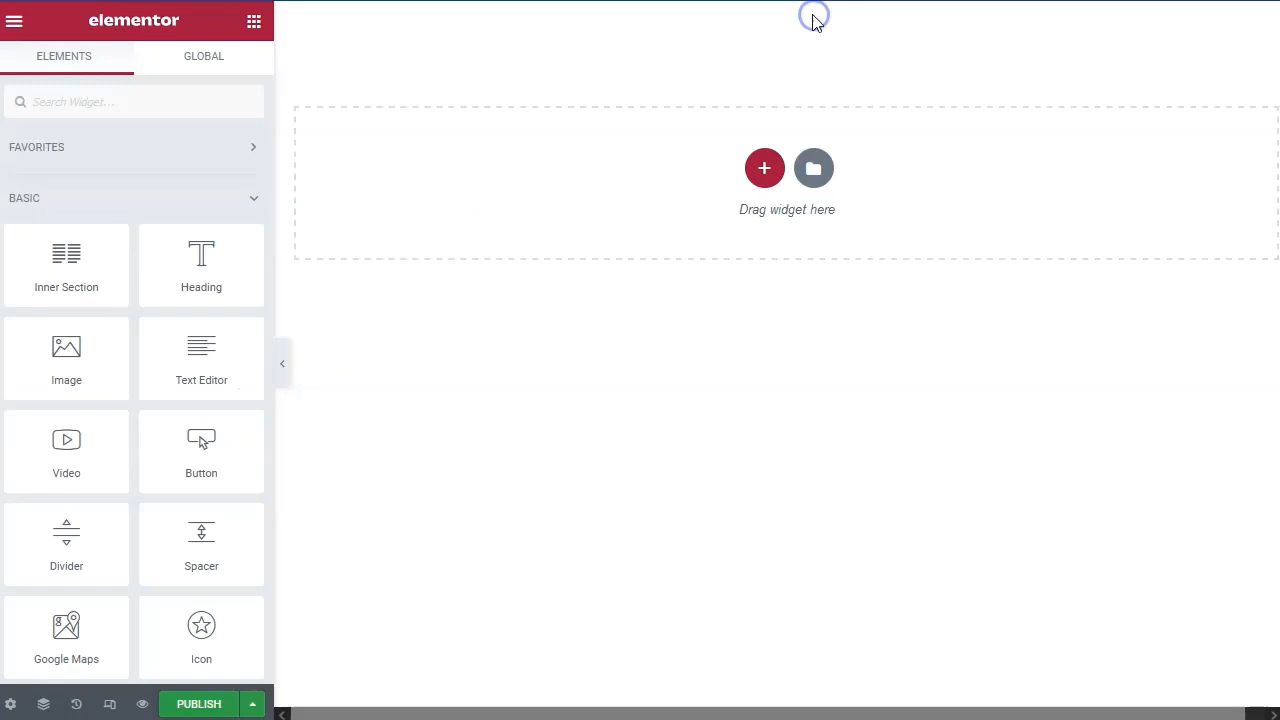 elementor
ELEMENTS GLOBAL
Search Widget...
FAVORITES
BASIC
Inner Section Heading
Image Text Editor
Video Button
Divider Spacer
Google Maps Icon
PUBLISH
Drag widget here